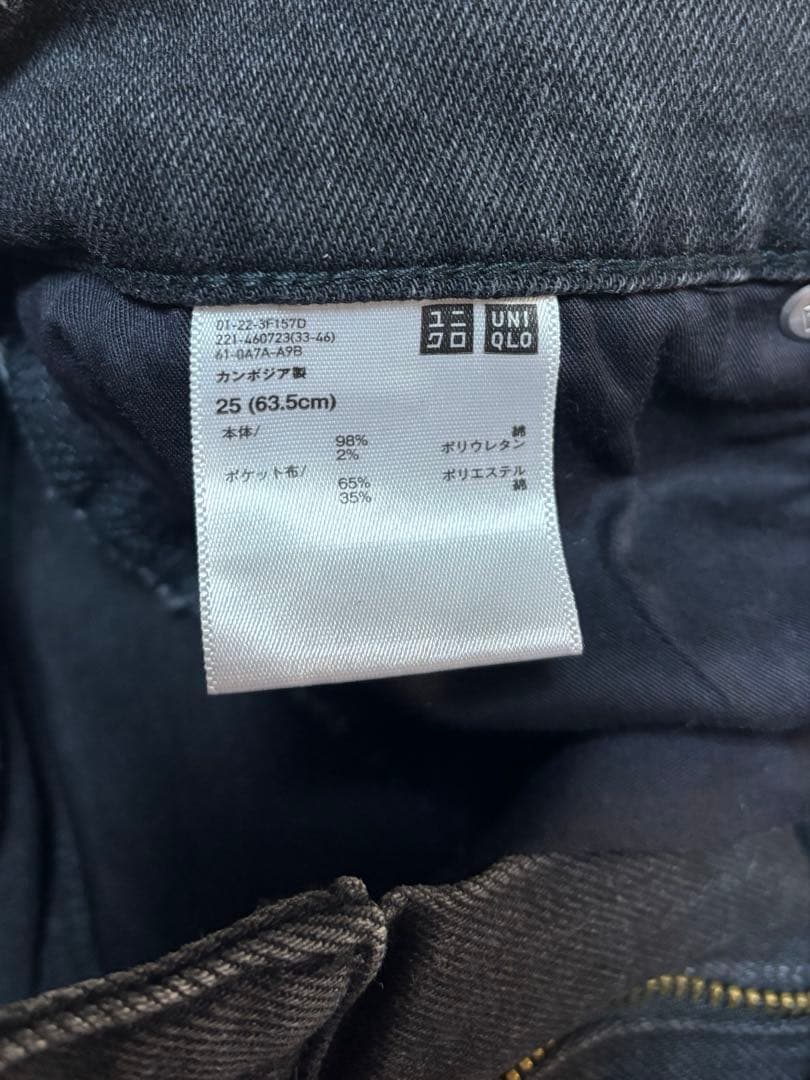 01-22-3F157D
221-460723(33-46)
61-0A7A-A9B
ユニクロ
UNIQLO
カンボジア製
25 (63.5cm)
本体/
98% 綿
2% ポリウレタン
ポケット布/
65% ポリエステル
35% 綿